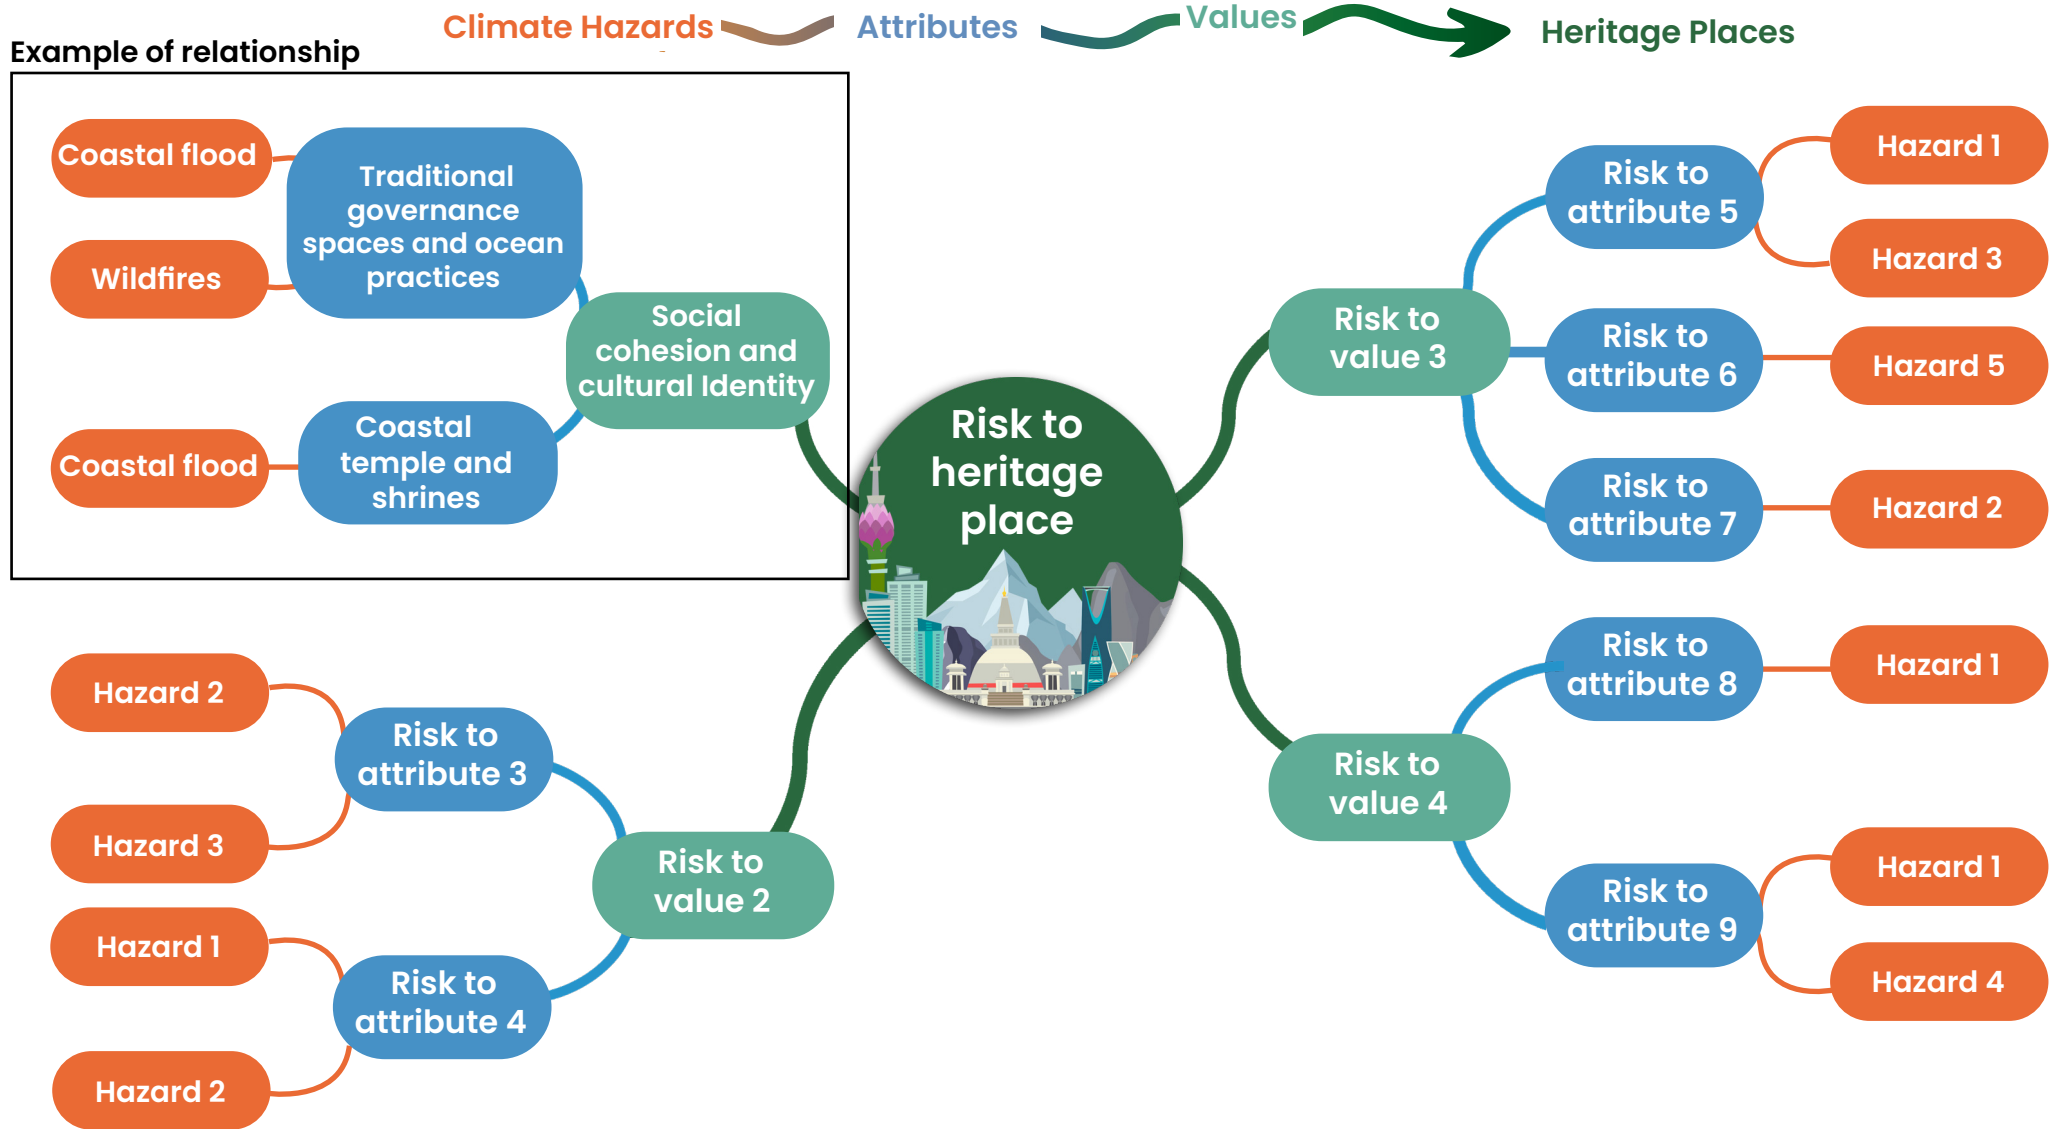 Climate Hazards
Attributes
Values
Heritage Places
Example of relationship
Coastal flood
Wildfires
Traditional
governance
spaces and ocean
practices
Coastal flood
Coastal
temple and
shrines
Social
cohesion and
cultural Identity
Risk to
heritage
place
Hazard 2
Hazard 3
Risk to
attribute 3
Hazard 1
Hazard 2
Risk to
attribute 4
Risk to
value 2
Risk to
value 3
Risk to
attribute 5
Hazard 1
Hazard 3
Risk to
attribute 6
Hazard 5
Risk to
attribute 7
Hazard 2
Risk to
value 4
Risk to
attribute 8
Hazard 1
Risk to
attribute 9
Hazard 1
Hazard 4